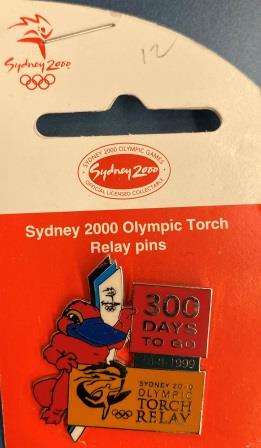 Sydney 2000
12
SYDNEY 2000 OLYMPIC GAMES
Sydney 2000
OFFICIAL LICENSED COLLECTABLE
Sydney 2000 Olympic Torch
Relay pins
300
DAYS
TO GO
1999
SYDNEY 2000
OLYMPIC
TORCH
RELAY